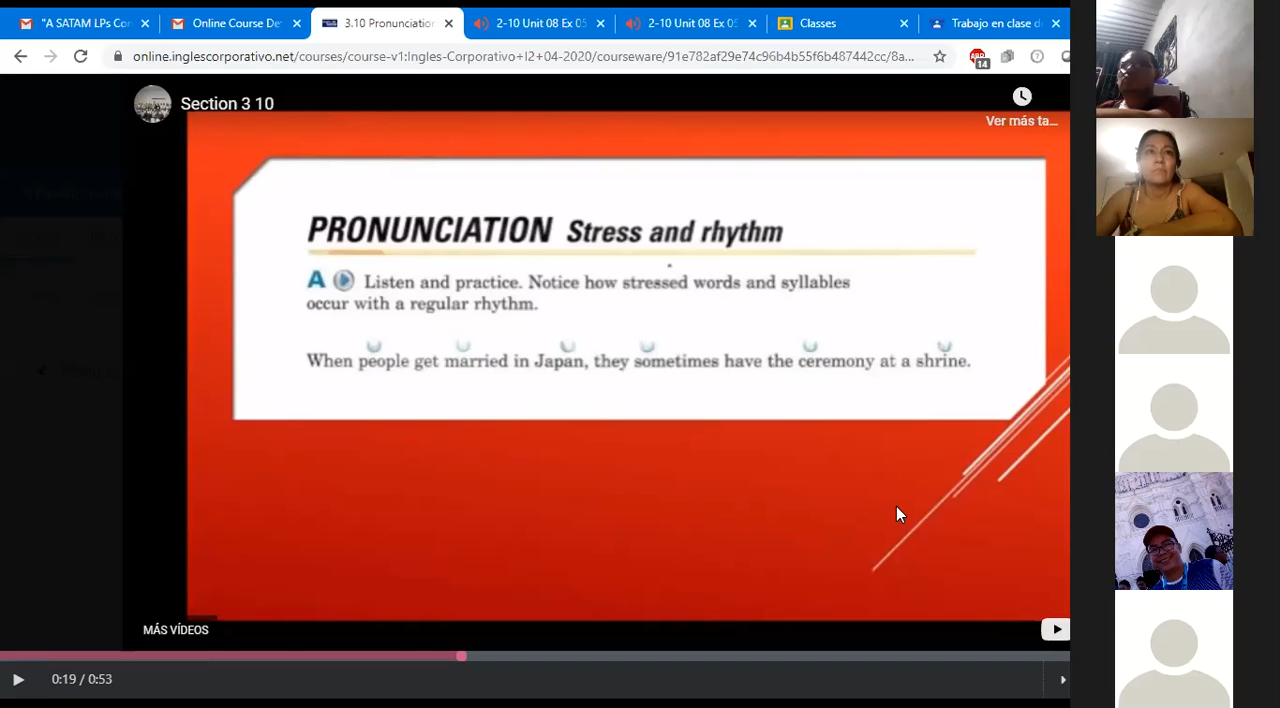 "A SATAM LPs Cor
Online Course De
3.10 Pronunciation
2-10 Unit 08 Ex 05
2-10 Unit 08 Ex 05
Classes
Trabajo en clase d
online.inglescorporativo.net/courses/course-v1:Ingles-Corporativo+I2+04-2020/courseware/91e782af29e74c96b4b55f6b487442cc/8a...
ABP
14
Section 3 10
Ver más ta...
PRONUNCIATION Stress and rhythm
A Listen and practice. Notice how stressed words and syllables
occur with a regular rhythm.
When people get married in Japan, they sometimes have the ceremony at a shrine.
MÁS VÍDEOS
0:19 / 0:53